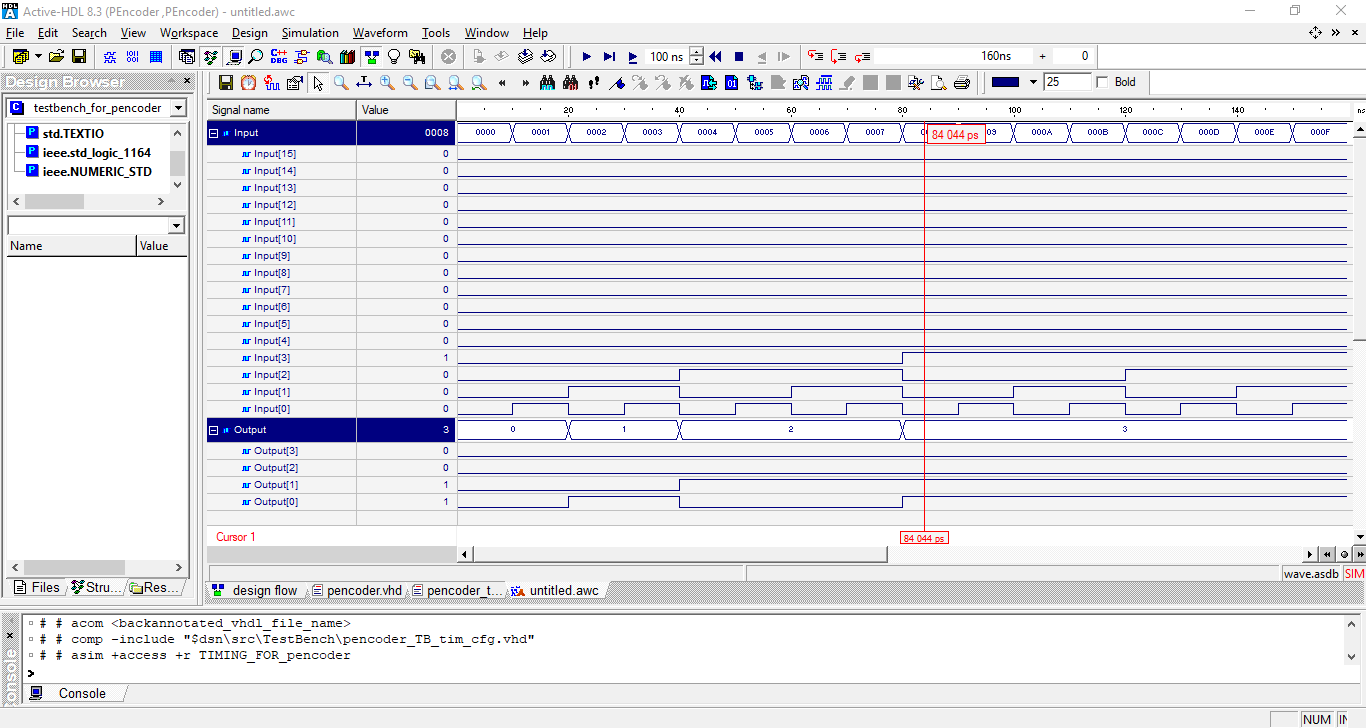 Active-HDL 8.3 (PEncoder ,PEncoder) - untitled.awc
File Edit Search View Workspace Design Simulation Waveform Tools Window Help
100 ns 160ns + 0
Design Browser
25 Bold
testbench_for_pencoder
std.TEXTIO
ieee.std_logic_1164
ieee.NUMERIC_STD
Name Value
Signal name Value 20 40 60 80 100 120 140 ns
Input 0008 0000 0001 0002 0003 0004 0005 0006 0007 84 044 ps 09 000A 000B 000C 000D 000E 000F
Input[15] 0
Input[14] 0
Input[13] 0
Input[12] 0
Input[11] 0
Input[10] 0
Input[9] 0
Input[8] 0
Input[7] 0
Input[6] 0
Input[5] 0
Input[4] 0
Input[3] 1
Input[2] 0
Input[1] 0
Input[0] 0
Output 3 0 1 2 3
Output[3] 0
Output[2] 0
Output[1] 1
Output[0] 1
Cursor 1 84 044 ps
wave.asdb SIM
Files Stru... Res...
design flow pencoder.vhd pencoder_t... untitled.awc
# # acom <backannotated_vhdl_file_name>
# # comp -include "$dsn\src\TestBench\pencoder_TB_tim_cfg.vhd"
# # asim +access +r TIMING_FOR_pencoder
>
Console
NUM